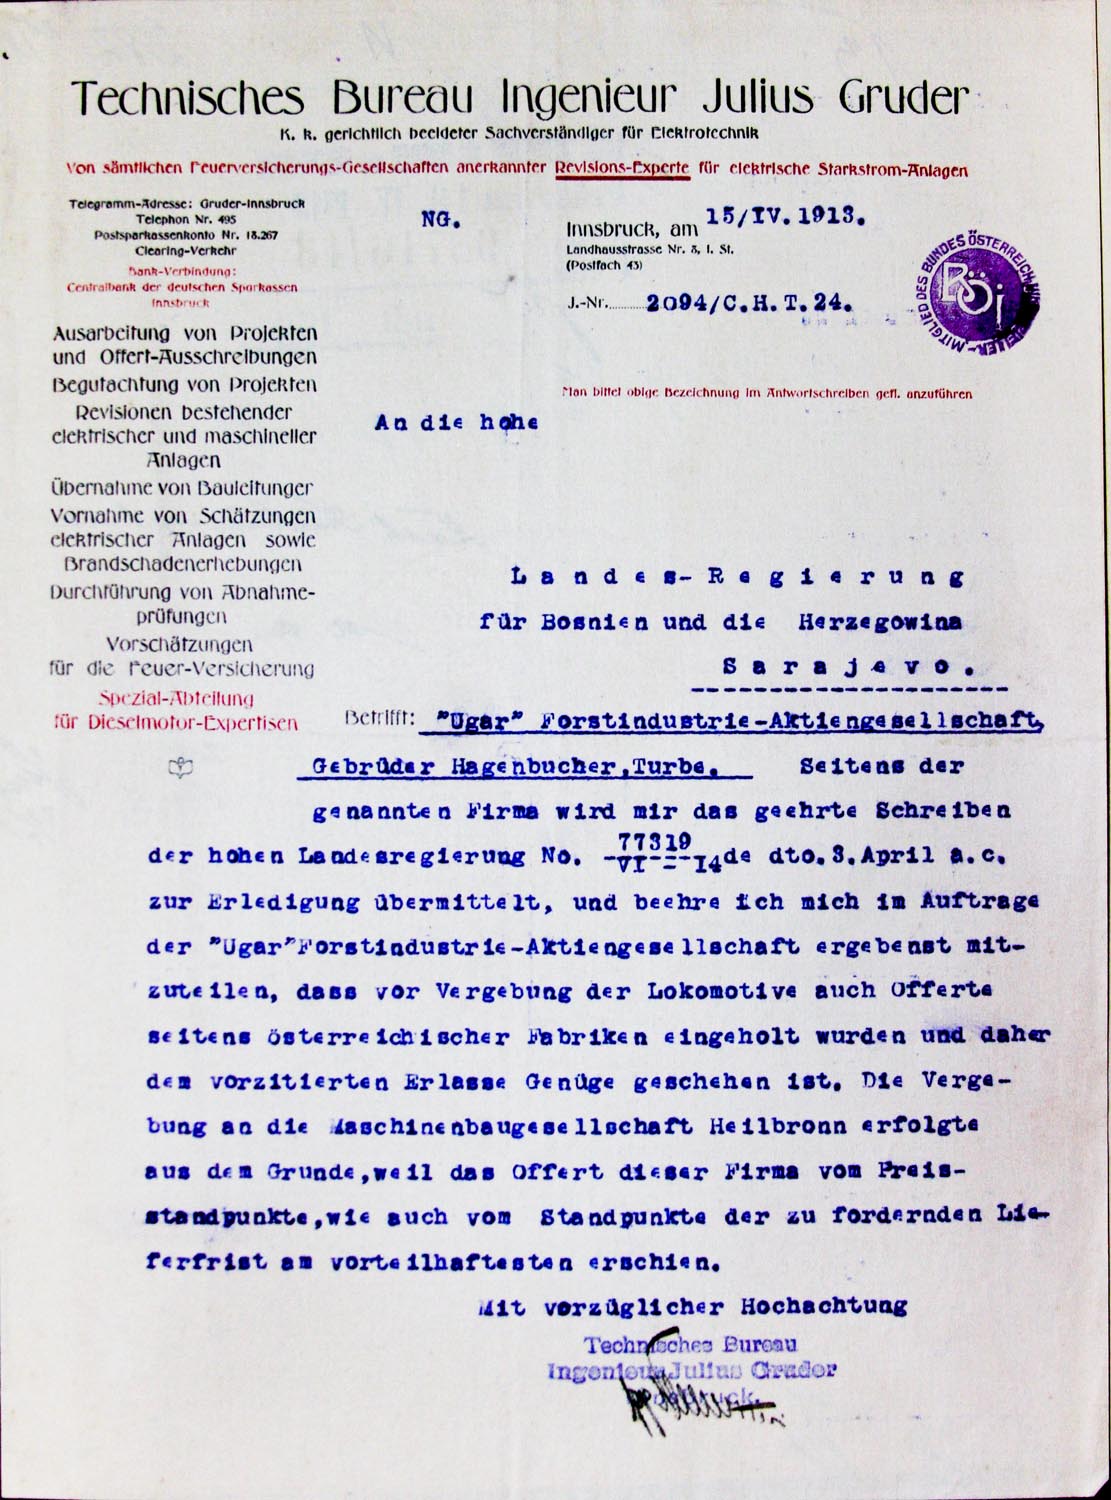 Technisches Bureau Ingenieur Julius Gruder
K. k. gerichtlich beeideter Sachverständiger für Elektrotechnik
Von sämtlichen Feuerversicherungs-Gesellschaften anerkannter Revisions-Experte für elektrische Starkstrom-Anlagen
Telegramm-Adresse: Gruder-Innsbruck
Telephon Nr. 495
Postsparkassenkonto Nr. 18.267
Clearing-Verkehr
Bank-Verbindung:
Centralbank der deutschen Sparkassen
Innsbruck
NG.
Innsbruck, am 15/IV. 1913.
Landhausstrasse Nr. 3, I. St.
(Postfach 43)
J.-Nr. 2094/C.H.T.24.
MITGLIED DES BUNDES ÖSTERREICHISCHER
BÖI
Man bittet obige Bezeichnung im Antwortschreiben gefl. anzuführen
Ausarbeitung von Projekten
und Offert-Ausschreibungen
Begutachtung von Projekten
Revisionen bestehender
elektrischer und maschineller
Anlagen
Übernahme von Bauleitungen
Vornahme von Schätzungen
elektrischer Anlagen sowie
Brandschadenerhebungen
Durchführung von Abnahme-
prüfungen
Vorschätzungen
für die Feuer-Versicherung
Spezial-Abteilung
für Dieselmotor-Expertisen
An die hohe
Landes-Regierung
für Bosnien und die Herzegowina
Sarajevo.
Betrifft: "Ugar" Forstindustrie-Aktiengesellschaft,
Gebrüder Hagenbucher,Turbe. Seitens der
genannten Firma wird mir das geehrte Schreiben
der hohen Landesregierung No. 77319/VI-14 de dto.3.April a.c.
zur Erledigung übermittelt, und beehre ich mich im Auftrage
der "Ugar"Forstindustrie-Aktiengesellschaft ergebenst mit-
zuteilen, dass vor Vergebung der Lokomotive auch Offerte
seitens österreichischer Fabriken eingeholt wurden und daher
dem vorzitierten Erlasse Genüge geschehen ist. Die Verge-
bung an die Maschinenbaugesellschaft Heilbronn erfolgte
aus dem Grunde,weil das Offert dieser Firma vom Preis-
standpunkte,wie auch vom Standpunkte der zu fordernden Lie-
ferfrist am vorteilhaftesten erschien.
Mit vorzüglicher Hochachtung
Technisches Bureau
Ingenieur Julius Gruder